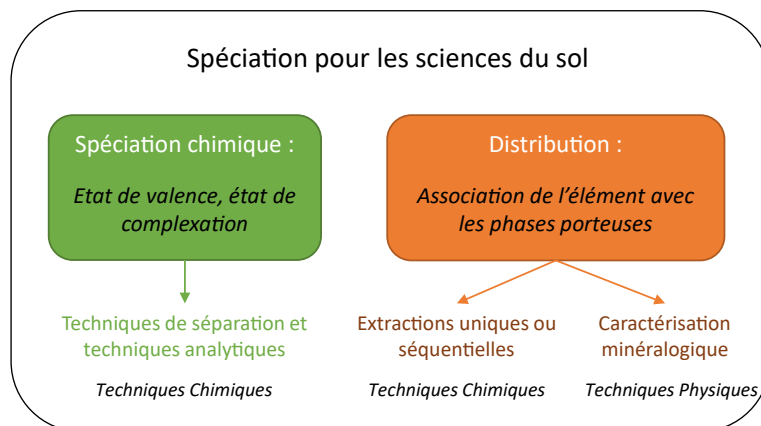 Spéciation pour les sciences du sol
Spéciation chimique :
Etat de valence, état de
complexation
Distribution :
Association de l'élément avec
les phases porteuses
Techniques de séparation et
techniques analytiques
Techniques Chimiques
Extractions uniques ou
séquentielles
Techniques Chimiques
Caractérisation
minéralogique
Techniques Physiques